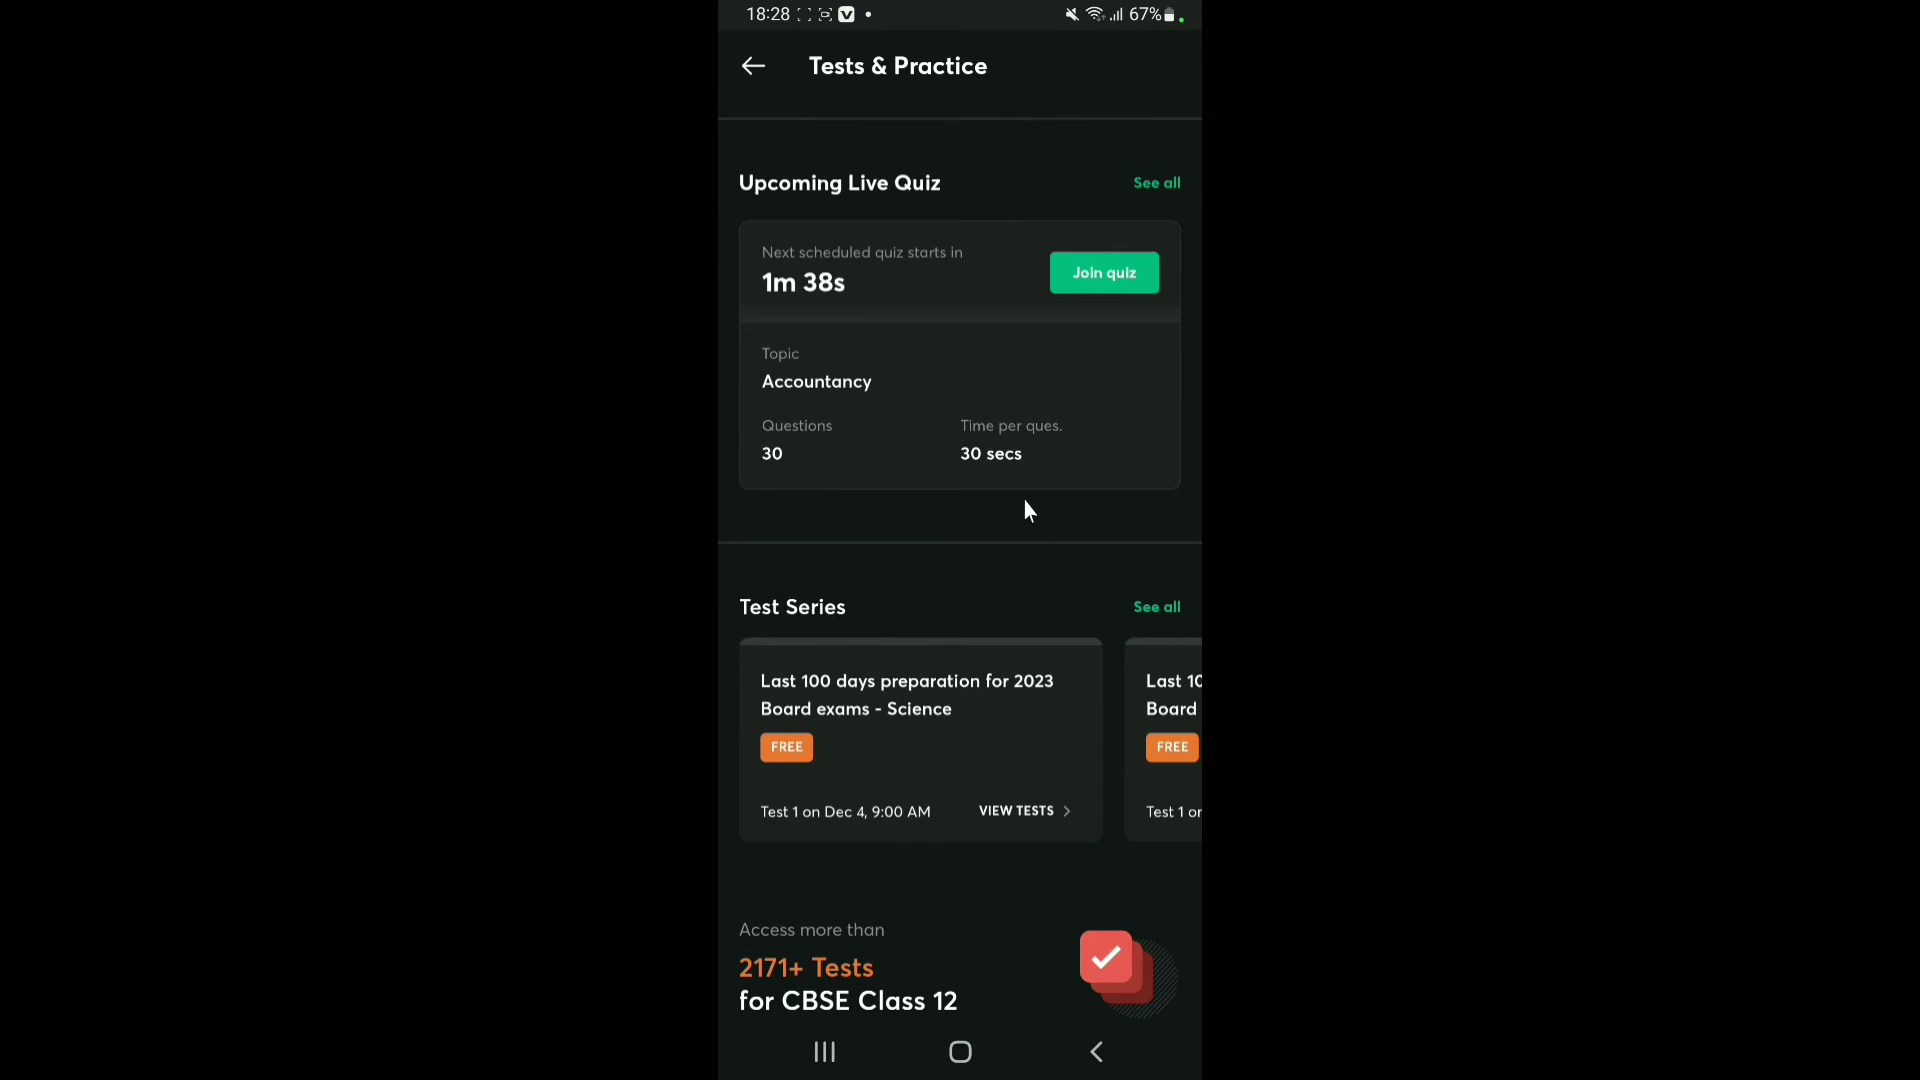 18:28
67%
Tests & Practice
Upcoming Live Quiz
See all
Next scheduled quiz starts in
1m 38s
Join quiz
Topic
Accountancy
Questions
Time per ques.
30
30 secs
Test Series
See all
Last 100 days preparation for 2023
Board exams - Science
FREE
Test 1 on Dec 4, 9:00 AM
VIEW TESTS
Last 10
Board
FREE
Test 1 or
Access more than
2171+ Tests
for CBSE Class 12